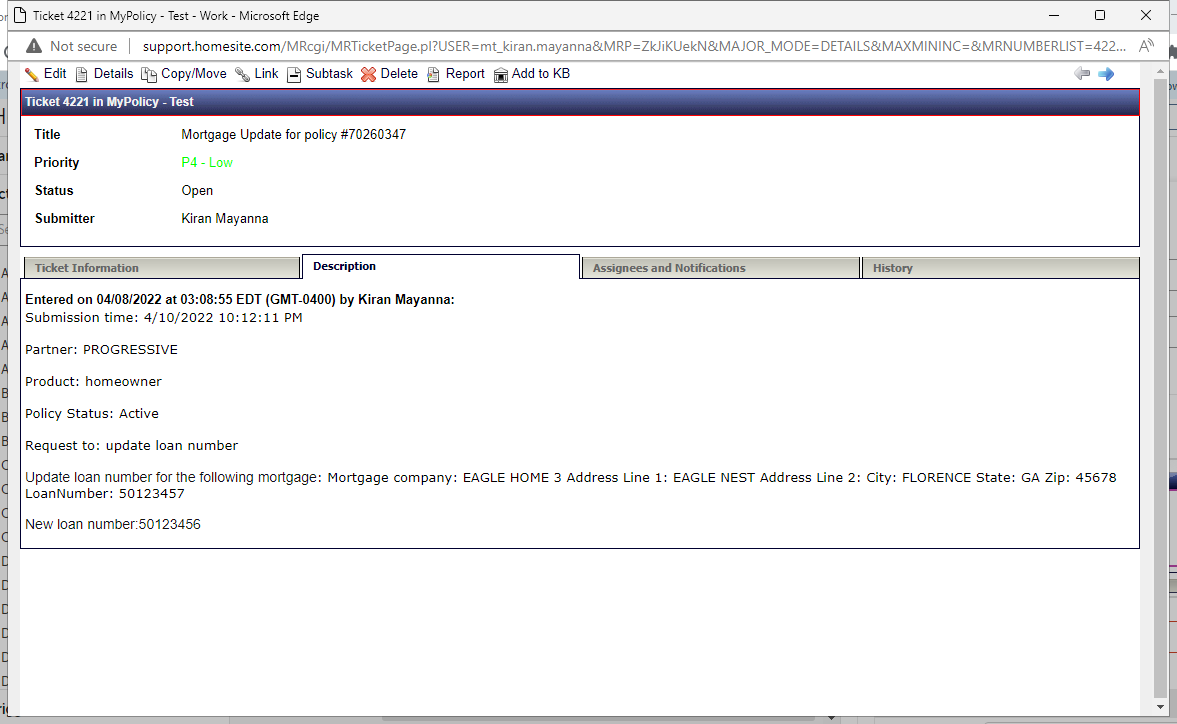 Ticket 4221 in MyPolicy - Test - Work - Microsoft Edge
Not secure
support.homesite.com/MRcgi/MRTicketPage.pl?USER=mt_kiran.mayanna&MRP=ZkJiKUekN&MAJOR_MODE=DETAILS&MAXMININC=&MRNUMBERLIST=422...
Edit Details Copy/Move Link Subtask Delete Report Add to KB
Ticket 4221 in MyPolicy - Test
Title Mortgage Update for policy #70260347
Priority P4 - Low
Status Open
Submitter Kiran Mayanna
Ticket Information Description Assignees and Notifications History
Entered on 04/08/2022 at 03:08:55 EDT (GMT-0400) by Kiran Mayanna:
Submission time: 4/10/2022 10:12:11 PM
Partner: PROGRESSIVE
Product: homeowner
Policy Status: Active
Request to: update loan number
Update loan number for the following mortgage: Mortgage company: EAGLE HOME 3 Address Line 1: EAGLE NEST Address Line 2: City: FLORENCE State: GA Zip: 45678
LoanNumber: 50123457
New loan number:50123456